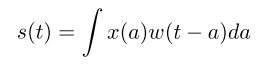 s(t) = ∫ x(a)w(t − a)da